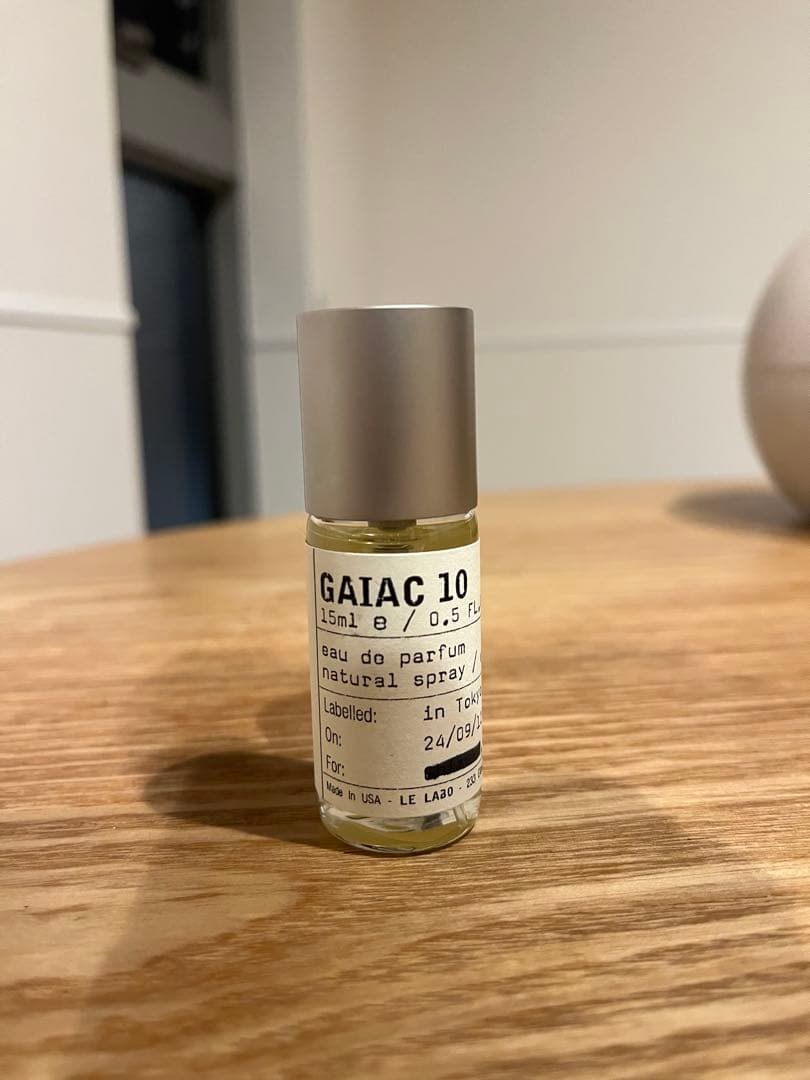 GAIAC 10
15ml e / 0.5 FL.
eau de parfum
natural spray /
Labelled: in Toky
On: 24/09/1
For:
Made in USA - LE LABO - 233